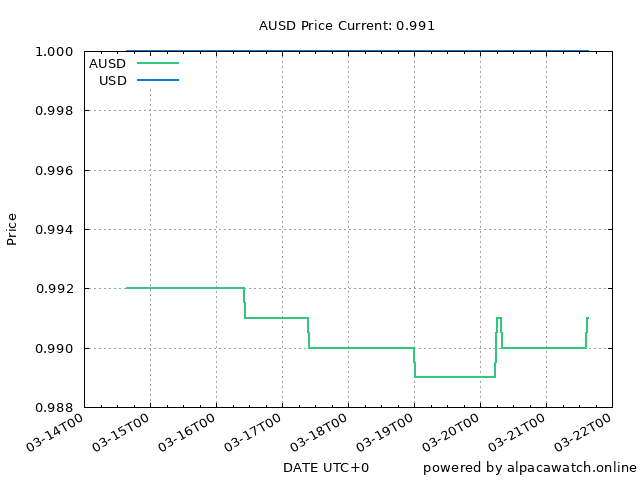 AUSD Price Current: 0.991
1.000
AUSD
USD
0.998
0.996
0.994
Price
0.992
0.990
0.988
03-14T00
03-15T00
03-16T00
03-17T00
03-18T00
03-19T00
03-20T00
03-21T00
03-22T00
DATE UTC+0
powered by alpacawatch.online